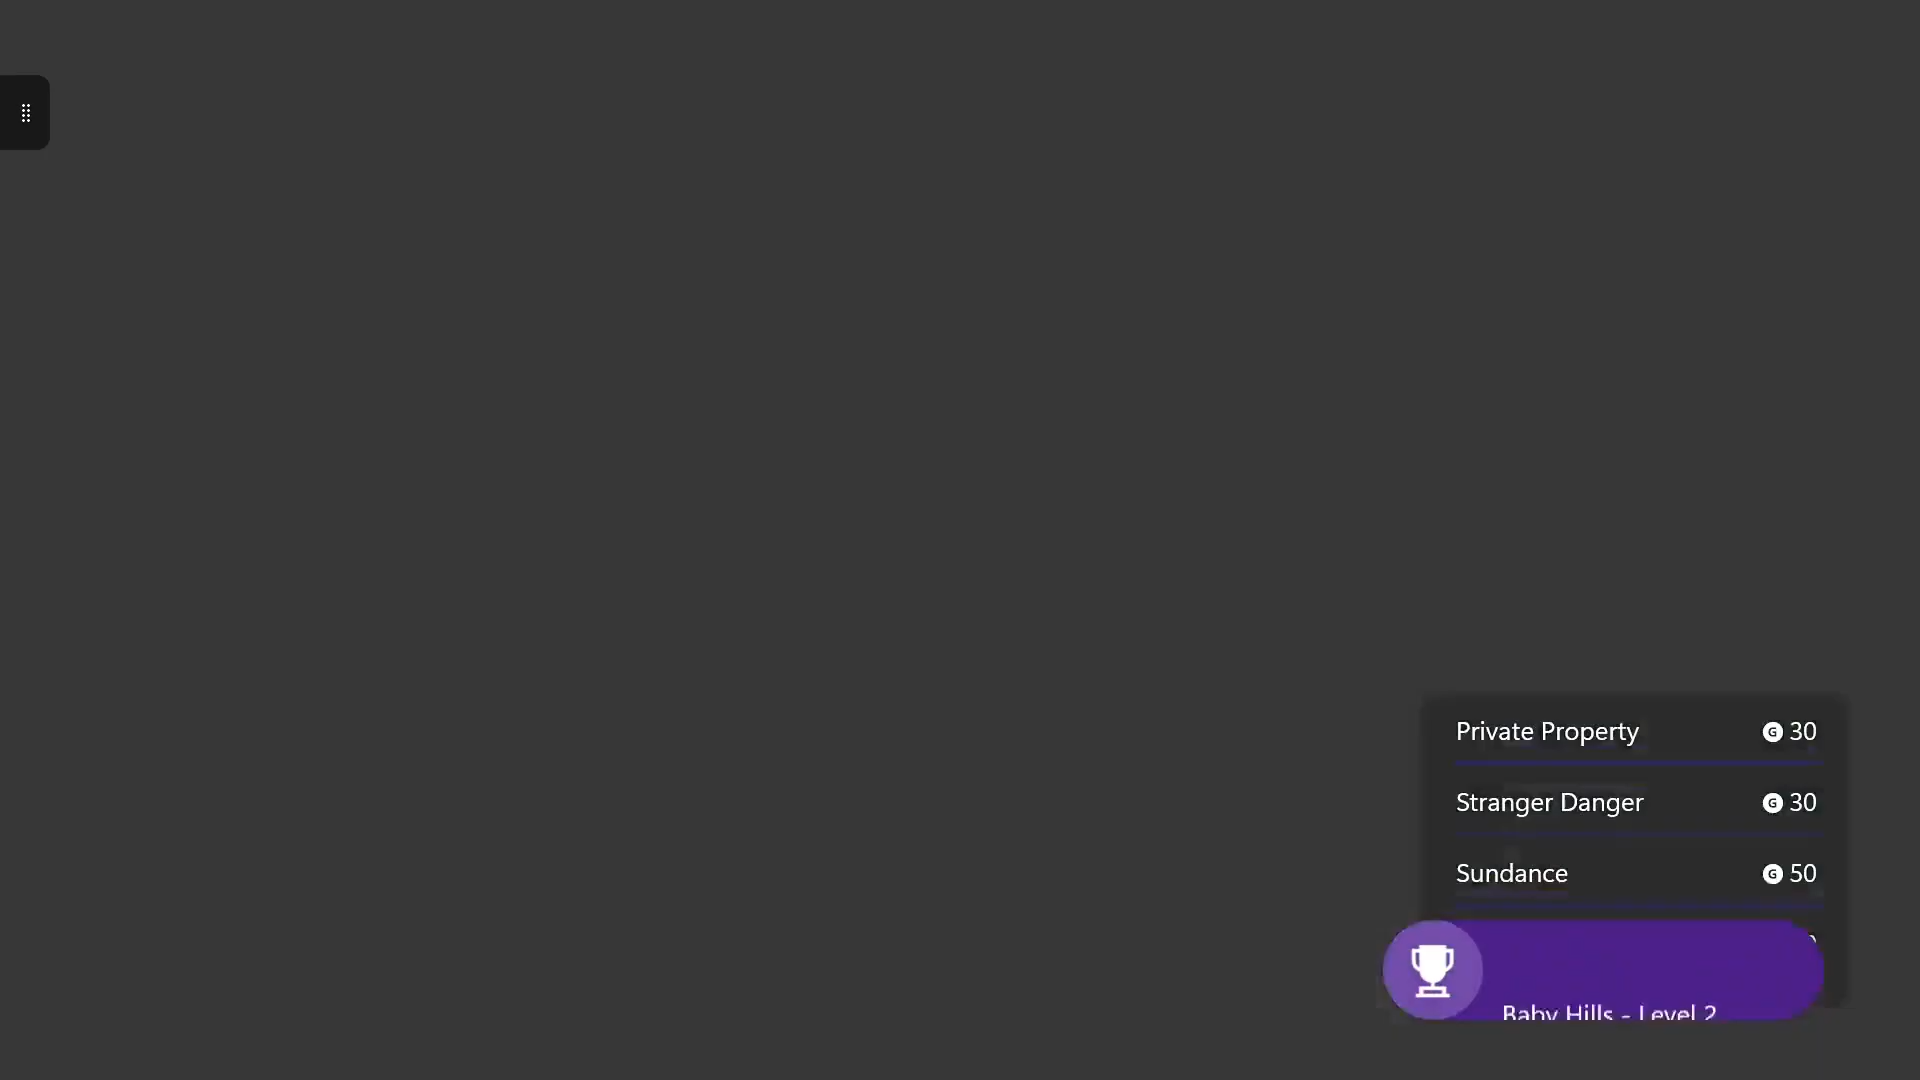 Private Property G 30
Stranger Danger G 30
Sundance G 50
Baby Hills - Level 2